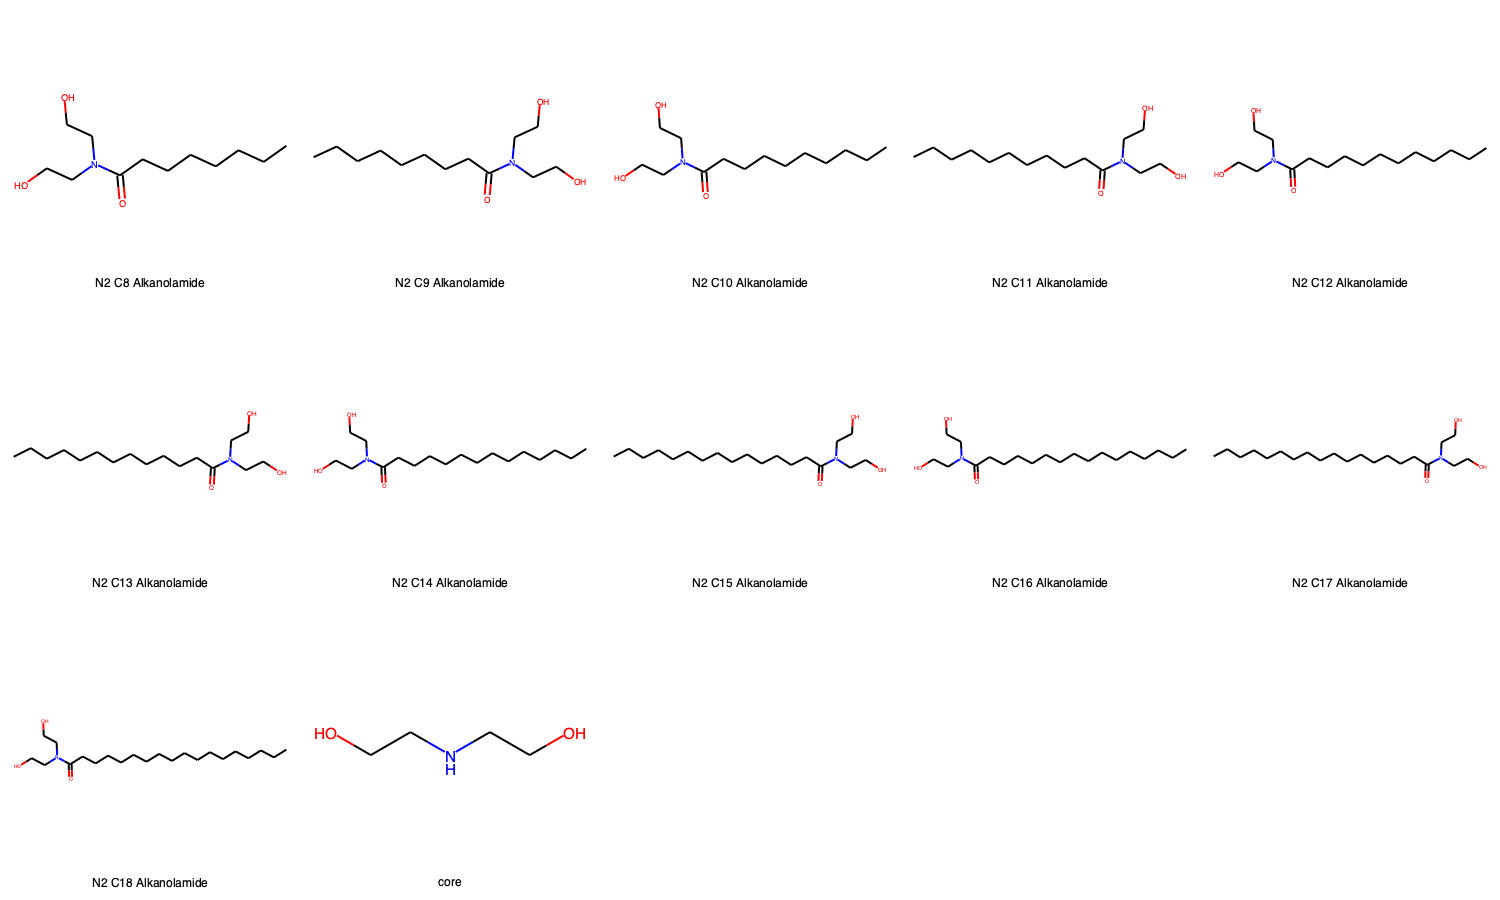 OH
HO
N
O
N2 C8 Alkanolamide
OH
N
OH
O
N2 C9 Alkanolamide
OH
N
HO
O
N2 C10 Alkanolamide
OH
N
OH
O
N2 C11 Alkanolamide
OH
N
HO
O
N2 C12 Alkanolamide
OH
N
OH
O
N2 C13 Alkanolamide
OH
N
HO
O
N2 C14 Alkanolamide
OH
N
OH
O
N2 C15 Alkanolamide
OH
N
HO
O
N2 C16 Alkanolamide
OH
N
OH
O
N2 C17 Alkanolamide
OH
N
HO
O
N2 C18 Alkanolamide
HO
OH
N
H
core